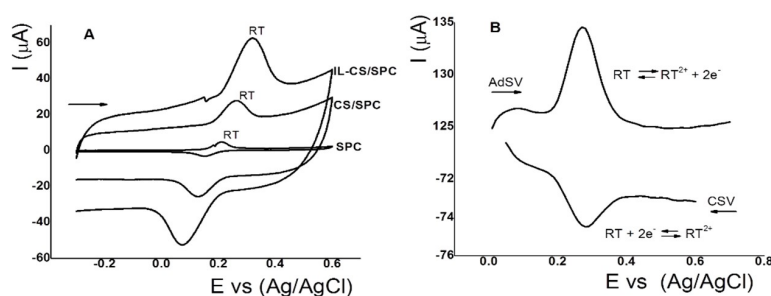 A
I (µA)
60
40
20
0
-20
-40
-60
RT
IL-CS/SPC
RT
CS/SPC
RT
SPC
-0.2 0.0 0.2 0.4 0.6
E vs (Ag/AgCl)
B
I (µA)
135
130
125
-72
-74
-76
AdSV
RT ⇌ RT²⁺ + 2e⁻
CSV
RT + 2e⁻ ⇌ RT²⁺
0.0 0.2 0.4 0.6 0.8
E vs (Ag/AgCl)